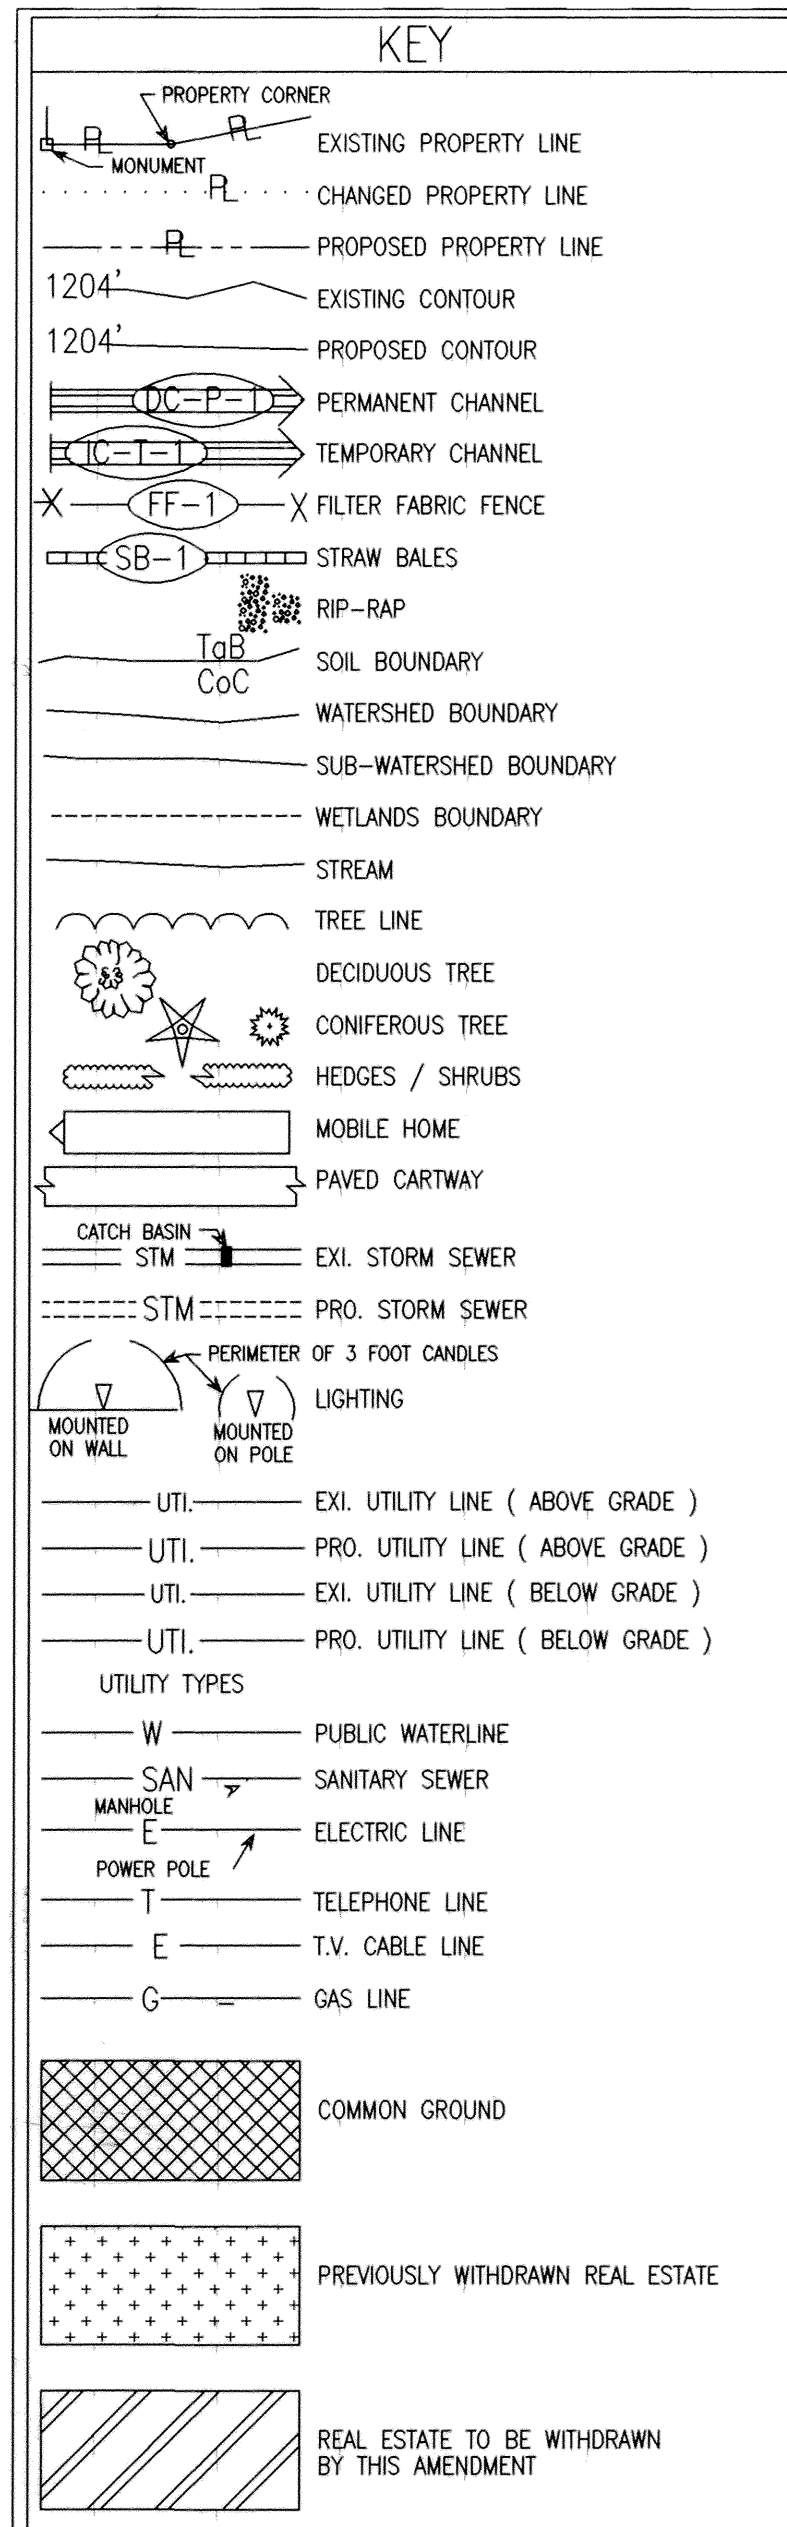 KEY
PROPERTY CORNER
PL PL EXISTING PROPERTY LINE
MONUMENT
PL CHANGED PROPERTY LINE
PL PROPOSED PROPERTY LINE
1204' EXISTING CONTOUR
1204' PROPOSED CONTOUR
DC-P-1 PERMANENT CHANNEL
IC-T-1 TEMPORARY CHANNEL
FF-1 FILTER FABRIC FENCE
SB-1 STRAW BALES
RIP-RAP
TaB
SOIL BOUNDARY
CoC
WATERSHED BOUNDARY
SUB-WATERSHED BOUNDARY
WETLANDS BOUNDARY
STREAM
TREE LINE
DECIDUOUS TREE
CONIFEROUS TREE
HEDGES / SHRUBS
MOBILE HOME
PAVED CARTWAY
CATCH BASIN
STM EXI. STORM SEWER
STM PRO. STORM SEWER
PERIMETER OF 3 FOOT CANDLES
LIGHTING
MOUNTED
ON WALL
MOUNTED
ON POLE
UTI. EXI. UTILITY LINE ( ABOVE GRADE )
UTI. PRO. UTILITY LINE ( ABOVE GRADE )
UTI. EXI. UTILITY LINE ( BELOW GRADE )
UTI. PRO. UTILITY LINE ( BELOW GRADE )
UTILITY TYPES
W PUBLIC WATERLINE
SAN SANITARY SEWER
MANHOLE
E ELECTRIC LINE
POWER POLE
T TELEPHONE LINE
E T.V. CABLE LINE
G GAS LINE
COMMON GROUND
PREVIOUSLY WITHDRAWN REAL ESTATE
REAL ESTATE TO BE WITHDRAWN
BY THIS AMENDMENT